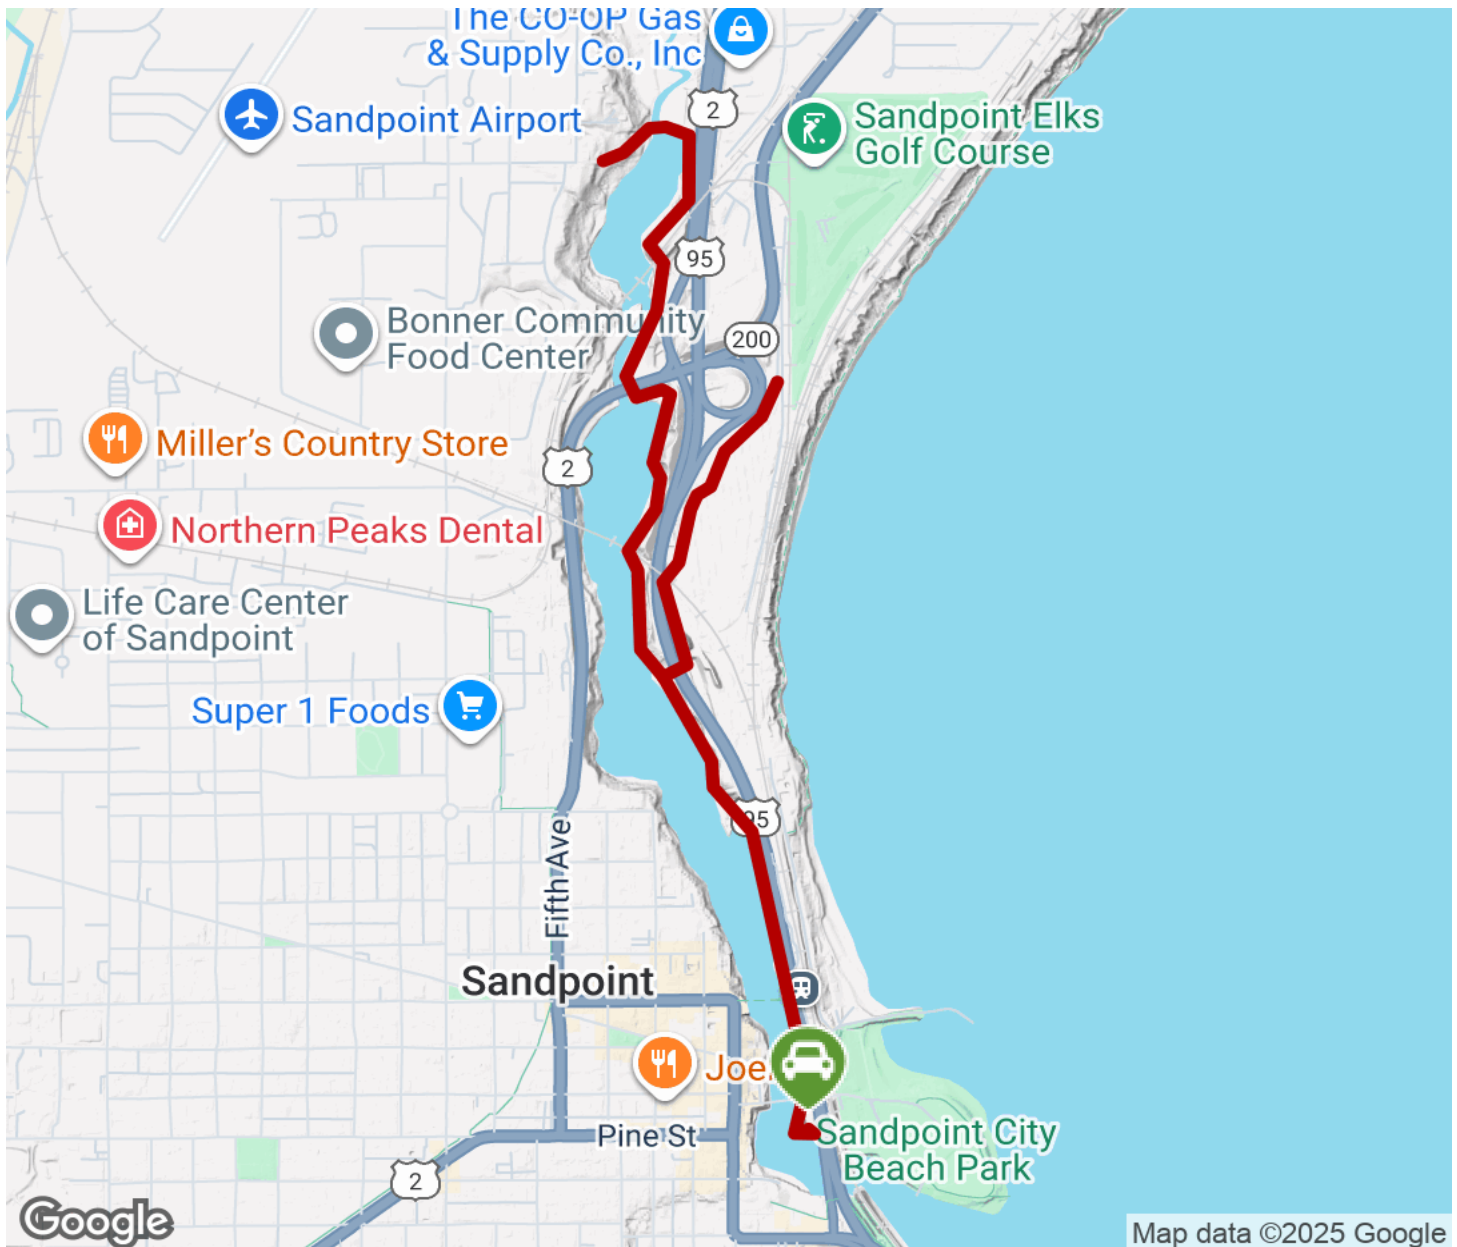 The CO-OP Gas
& Supply Co., Inc
2
Sandpoint Airport
Sandpoint Elks
Golf Course
95
Bonner Community
Food Center
200
Miller's Country Store
2
Northern Peaks Dental
Life Care Center
of Sandpoint
Super 1 Foods
95
Fifth Ave
Sandpoint
Joe
Pine St
Sandpoint City
Beach Park
2
Google
Map data ©2025 Google